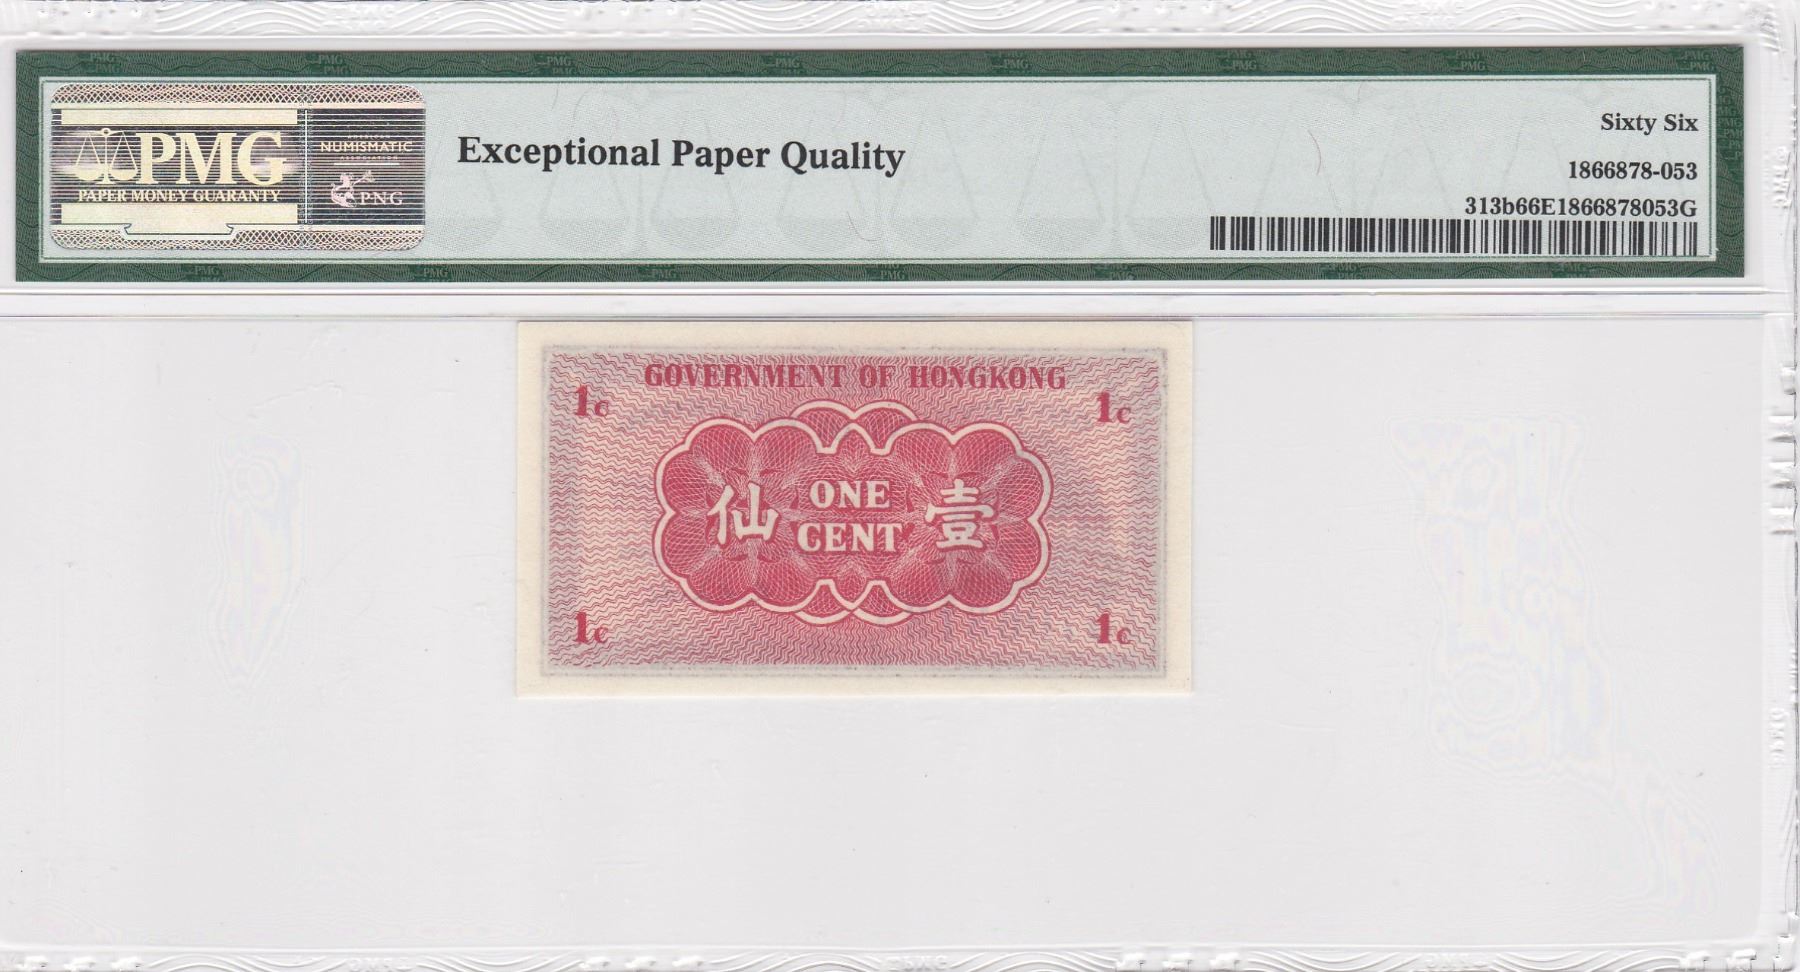 PMG
PAPER MONEY GUARANTY
NUMISMATIC
ASSOCIATION
PNG
Exceptional Paper Quality
Sixty Six
1866878-053
313b66E1866878053G
GOVERNMENT OF HONGKONG
1c 1c
仙 ONE CENT 壹
1c 1c